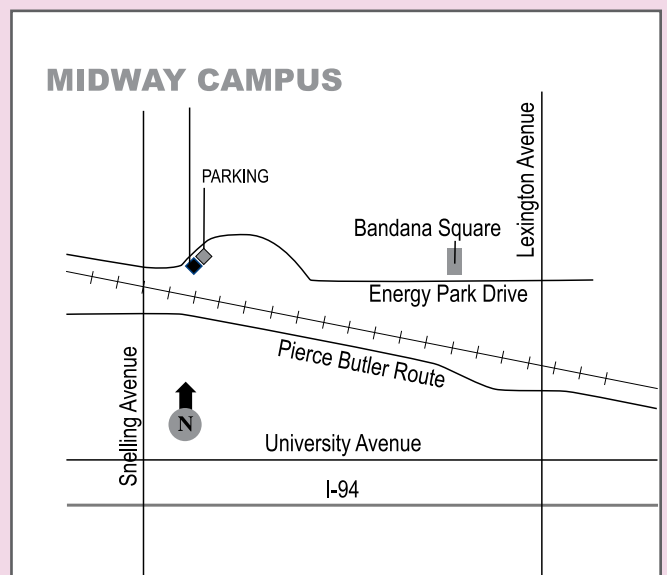 MIDWAY CAMPUS
PARKING
Lexington Avenue
Bandana Square
Energy Park Drive
Pierce Butler Route
Snelling Avenue
N
University Avenue
I-94